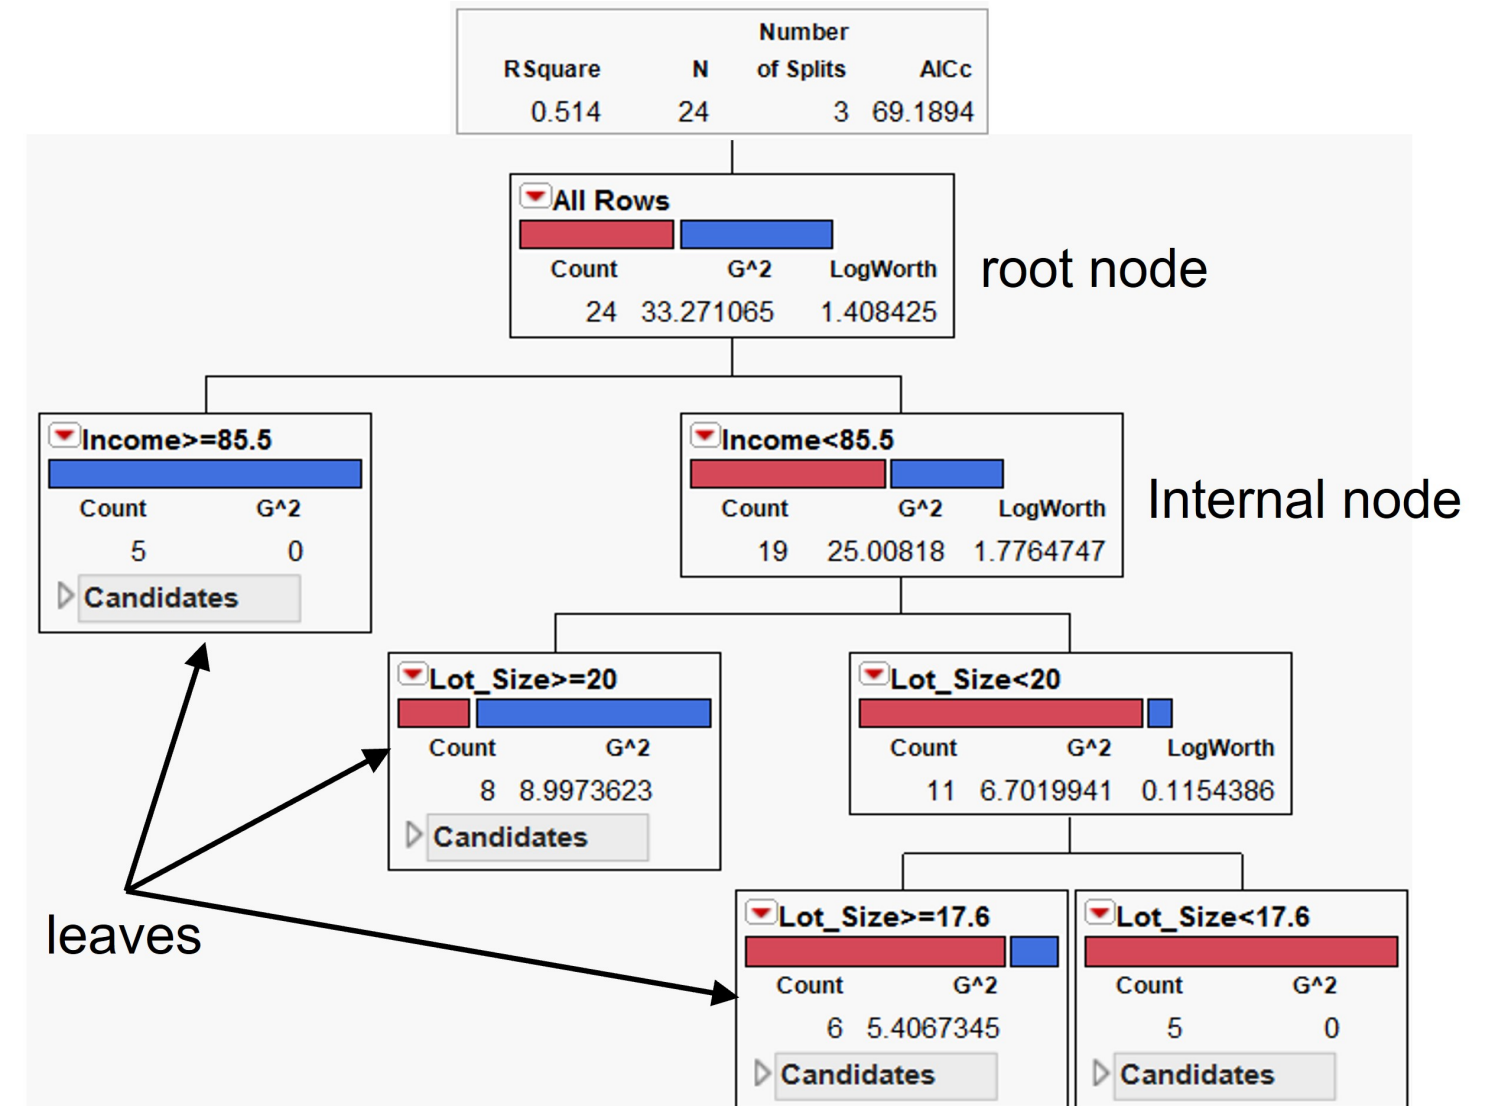 Number
RSquare N of Splits AICc
0.514 24 3 69.1894
All Rows
Count G^2 LogWorth
24 33.271065 1.408425
root node
Income>=85.5
Count G^2
5 0
Candidates
Income<85.5
Count G^2 LogWorth
19 25.00818 1.7764747
Internal node
Lot_Size>=20
Count G^2
8 8.9973623
Candidates
Lot_Size<20
Count G^2 LogWorth
11 6.7019941 0.1154386
leaves
Lot_Size>=17.6
Count G^2
6 5.4067345
Candidates
Lot_Size<17.6
Count G^2
5 0
Candidates